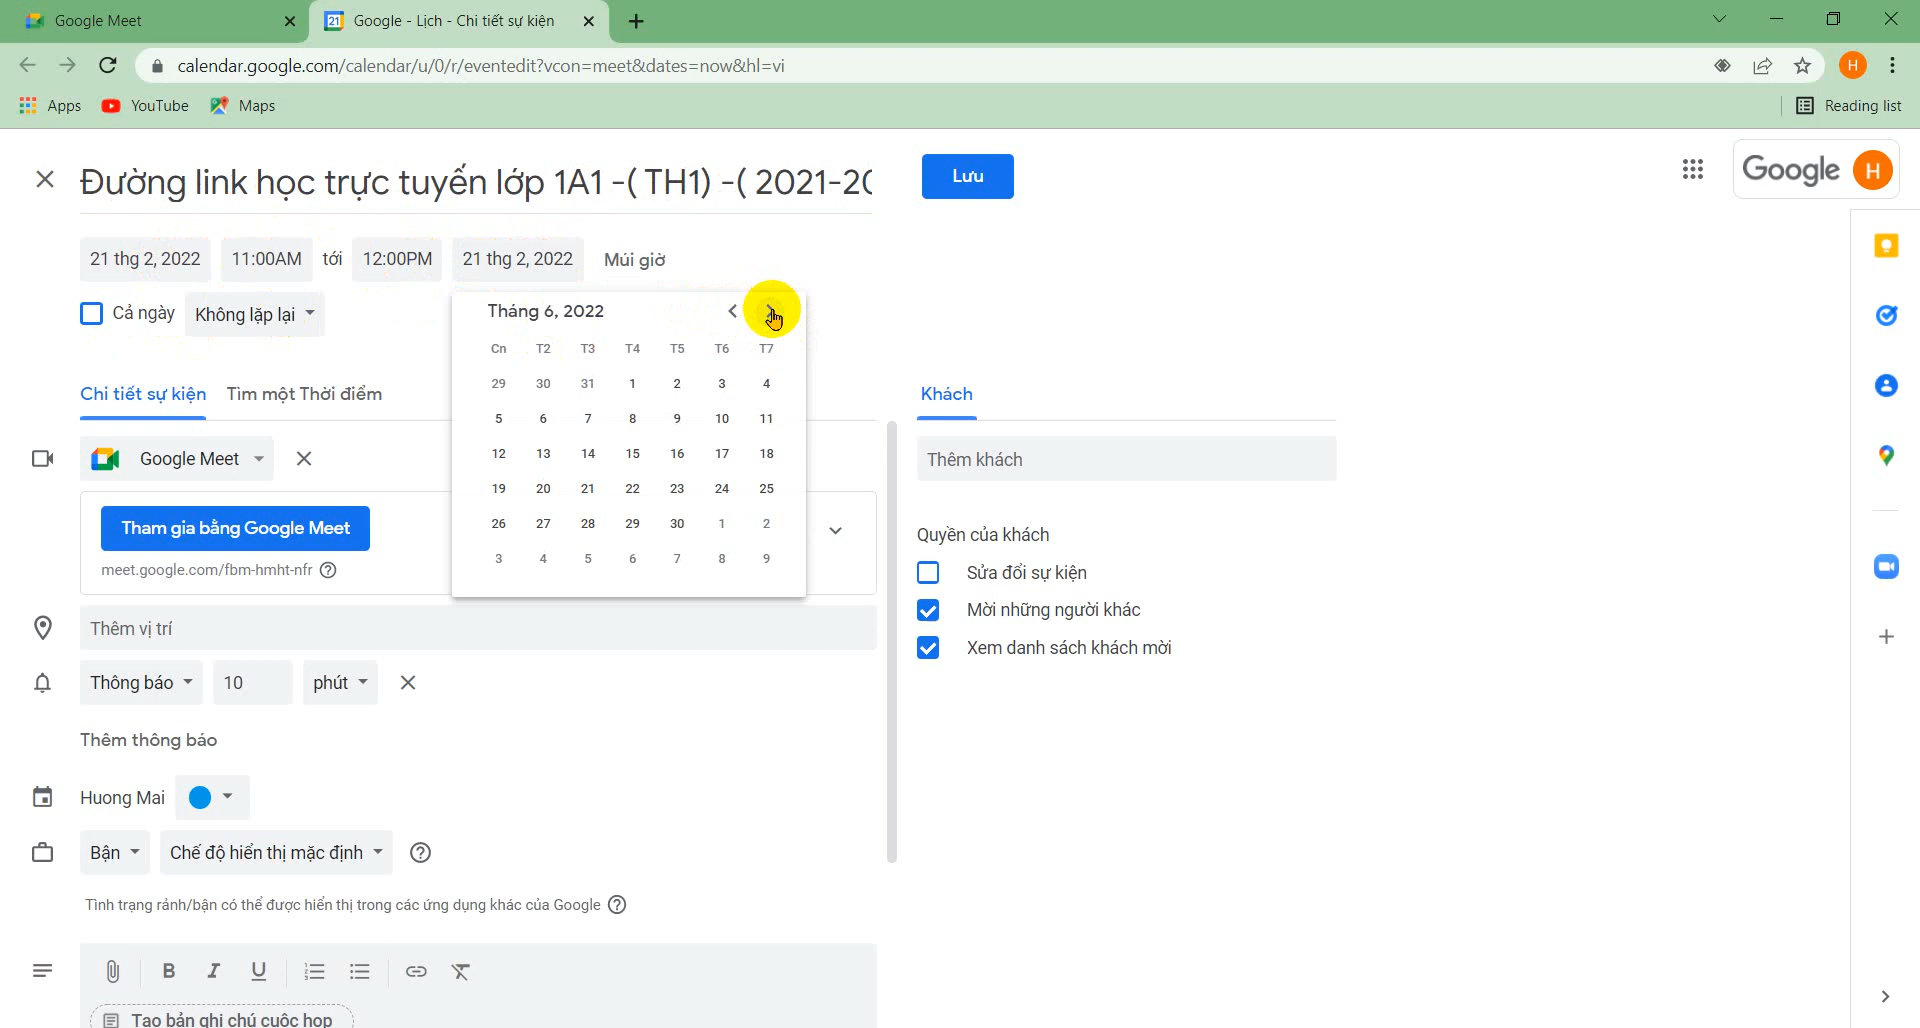 Google Meet
Google - Lịch - Chi tiết sự kiện
calendar.google.com/calendar/u/0/r/eventedit?vcon=meet&dates=now&hl=vi
H
Apps
YouTube
Maps
Reading list
Đường link học trực tuyến lớp 1A1 -( TH1) -( 2021-20
Lưu
Google
H
21 thg 2, 2022
11:00AM
tới
12:00PM
21 thg 2, 2022
Múi giờ
Cả ngày
Không lặp lại
Tháng 6, 2022
Cn T2 T3 T4 T5 T6 T7
29 30 31 1 2 3 4
5 6 7 8 9 10 11
12 13 14 15 16 17 18
19 20 21 22 23 24 25
26 27 28 29 30 1 2
3 4 5 6 7 8 9
Chi tiết sự kiện
Tìm một Thời điểm
Khách
Google Meet
Thêm khách
Tham gia bằng Google Meet
meet.google.com/fbm-hmht-nfr
Quyền của khách
Sửa đổi sự kiện
Mời những người khác
Xem danh sách khách mời
Thêm vị trí
Thông báo
10
phút
Thêm thông báo
Huong Mai
Bận
Chế độ hiển thị mặc định
Tình trạng rảnh/bận có thể được hiển thị trong các ứng dụng khác của Google
B I U
Tạo bản ghi chú cuộc họp